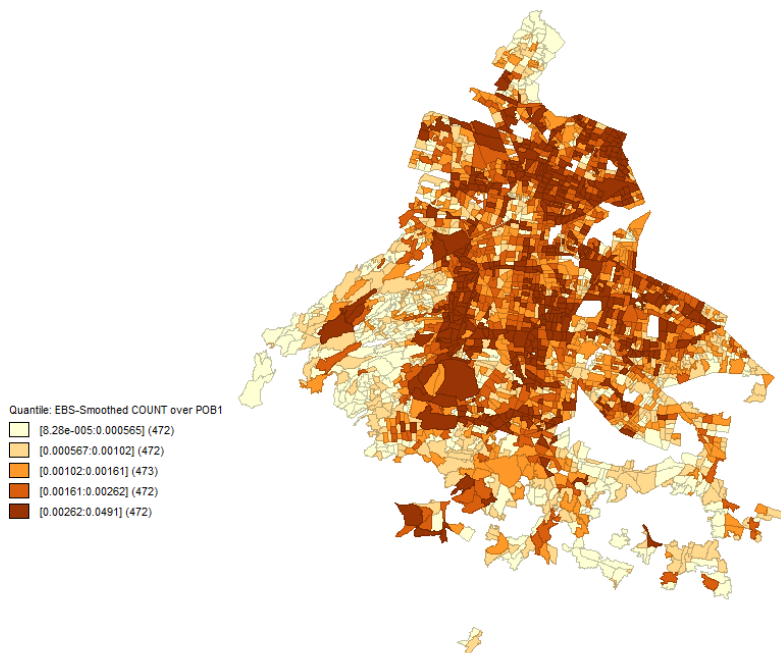 Quantile: EBS-Smoothed COUNT over POB1
[8.28e-005:0.000565] (472)
[0.000567:0.00102] (472)
[0.00102:0.00161] (473)
[0.00161:0.00262] (472)
[0.00262:0.0491] (472)